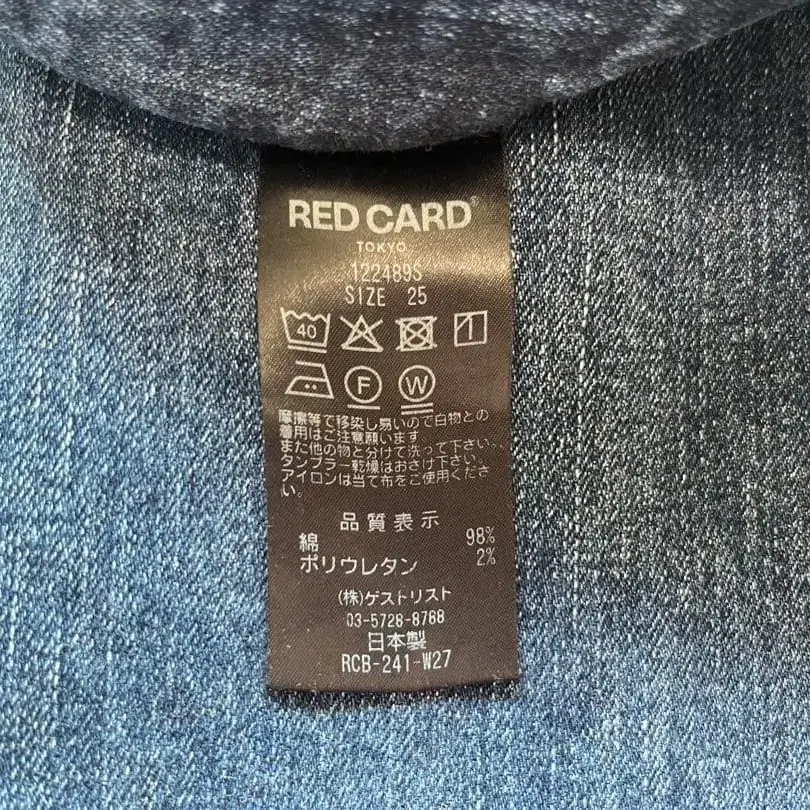 RED CARD®
TOKYO
122489S
SIZE 25
40
F W
摩擦等で移染し易いので白物との
着用はご注意願います
また他の物と分けて洗って下さい。
タンブラー乾燥はおさけ下さい。
アイロンは当て布をご使用くださ
い。
品質表示
綿 98%
ポリウレタン 2%
(株)ゲストリスト
03-5728-8788
日本製
RCB-241-W27